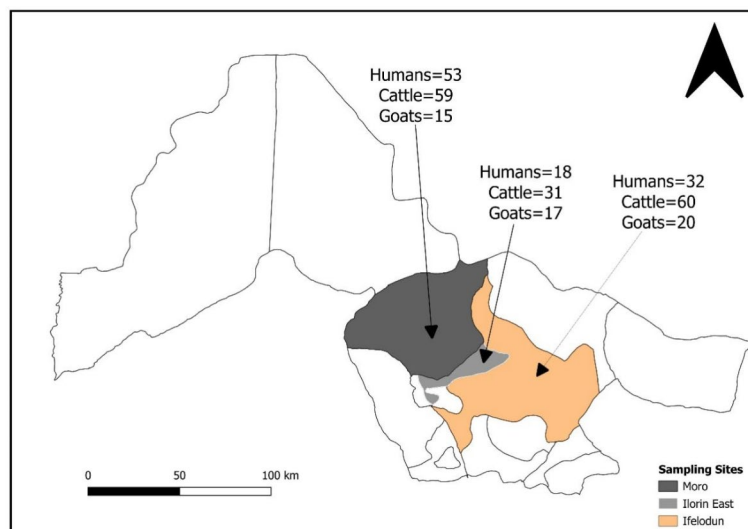 Humans=53
Cattle=59
Goats=15
Humans=18
Cattle=31
Goats=17
Humans=32
Cattle=60
Goats=20
0 50 100 km
Sampling Sites
Moro
Ilorin East
Ifelodun